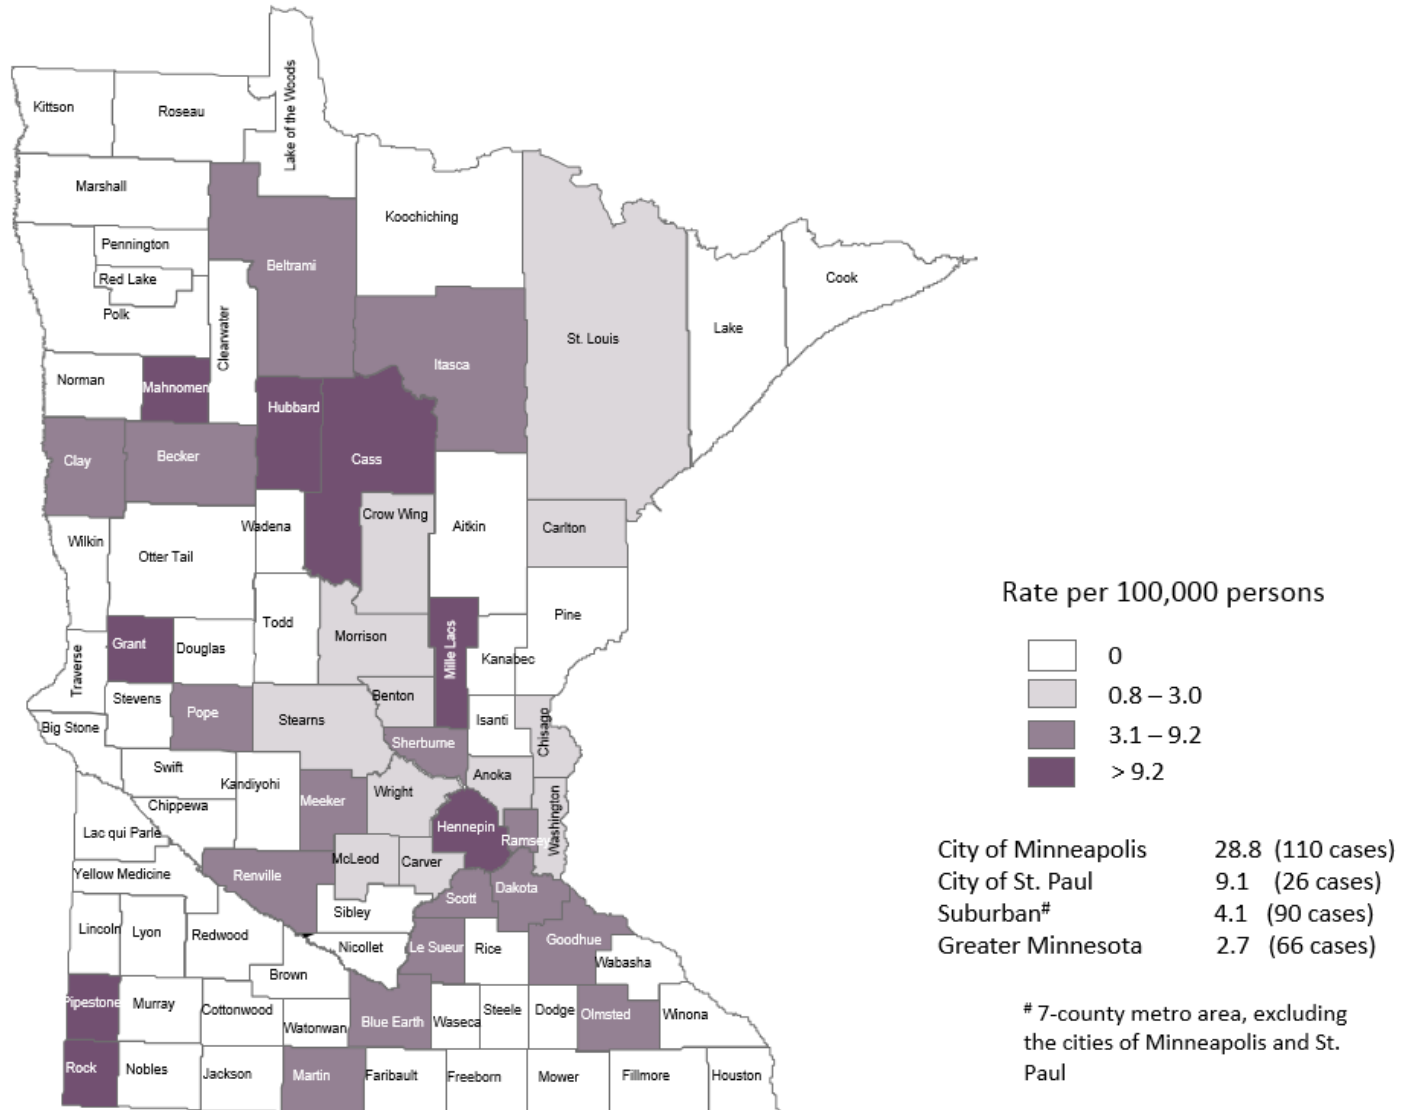 Kittson
Roseau
Lake of the Woods
Marshall
Koochiching
Pennington
Beltrami
Red Lake
Cook
Polk
Clearwater
St. Louis
Lake
Itasca
Norman
Mahnomen
Hubbard
Clay
Becker
Cass
Crow Wing
Wadena
Aitkin
Carlton
Wilkin
Otter Tail
Rate per 100,000 persons
Pine
Todd
Morrison
Grant
Douglas
Mille Lacs
Kanabec
0
Traverse
Stevens
Benton
0.8 – 3.0
Pope
Stearns
Isanti
Chisago
Big Stone
Sherburne
3.1 – 9.2
Swift
Anoka
> 9.2
Kandiyohi
Wright
Meeker
Chippewa
Washington
Lac qui Parle
Hennepin
Ramsey
City of Minneapolis 28.8 (110 cases)
McLeod
Carver
Yellow Medicine
Renville
City of St. Paul 9.1 (26 cases)
Dakota
Scott
Sibley
Suburban# 4.1 (90 cases)
Lincoln
Lyon
Redwood
Nicollet
Le Sueur
Rice
Goodhue
Greater Minnesota 2.7 (66 cases)
Wabasha
Brown
Pipestone
Murray
Cottonwood
Watonwan
Blue Earth
Waseca
Steele
Dodge
Olmsted
Winona
# 7-county metro area, excluding
the cities of Minneapolis and St.
Paul
Rock
Nobles
Jackson
Martin
Faribault
Freeborn
Mower
Fillmore
Houston